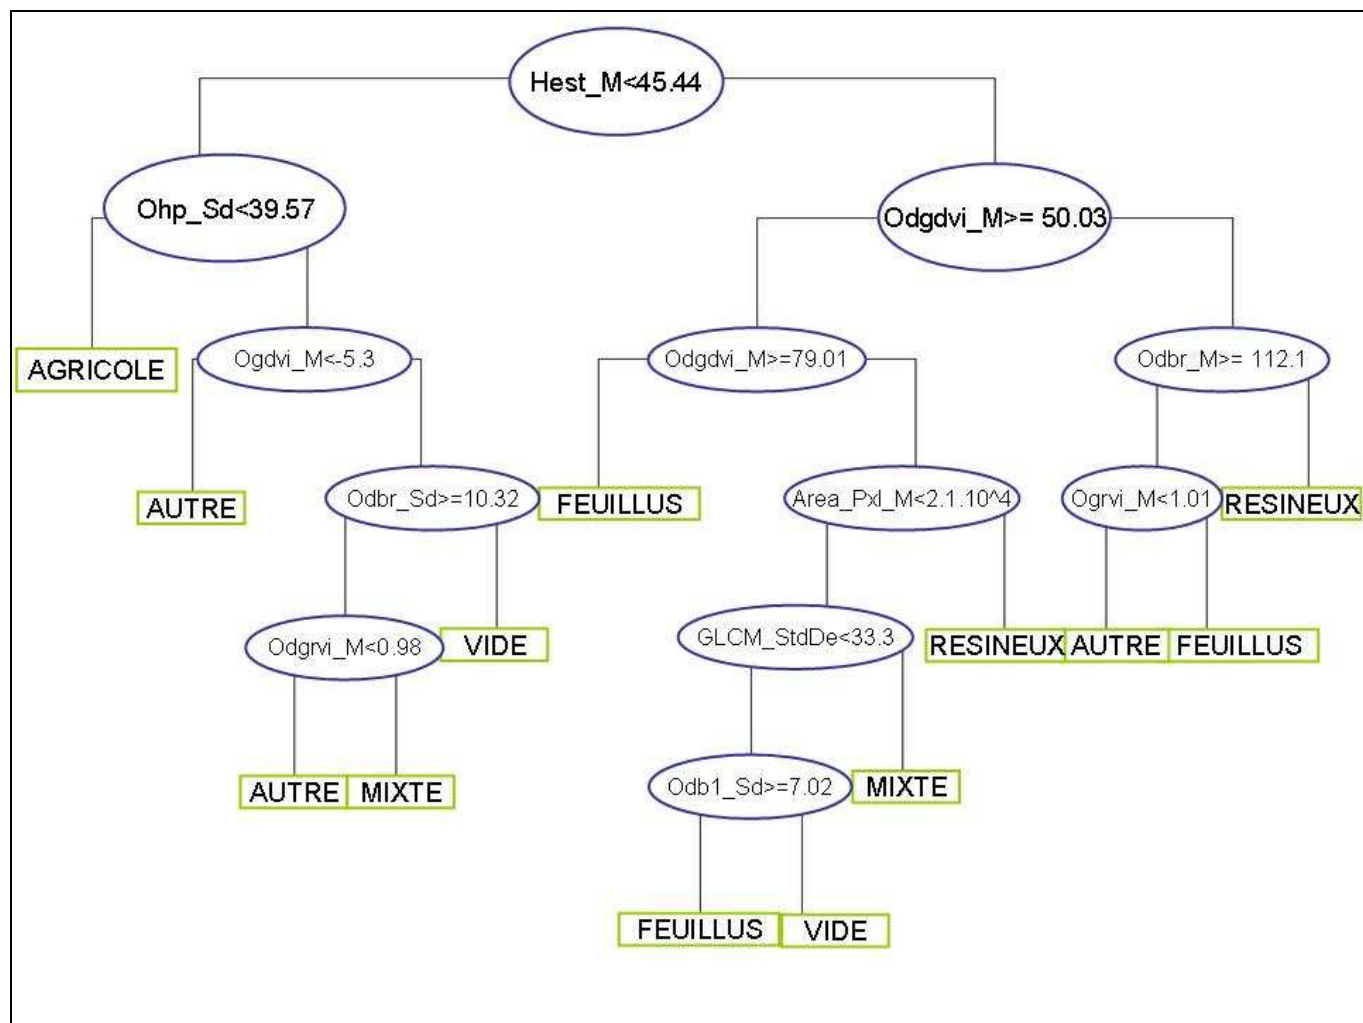 Hest_M<45.44
Ohp_Sd<39.57
Odgdvi_M>= 50.03
AGRICOLE
Ogdvi_M<-5.3
Odgdvi_M>=79.01
Odbr_M>= 112.1
AUTRE
Odbr_Sd>=10.32
FEUILLUS
Area_Pxl_M<2.1.10^4
Ogrvi_M<1.01
RESINEUX
Odgrvi_M<0.98
VIDE
GLCM_StdDe<33.3
RESINEUX
AUTRE
FEUILLUS
AUTRE
MIXTE
Odb1_Sd>=7.02
MIXTE
FEUILLUS
VIDE